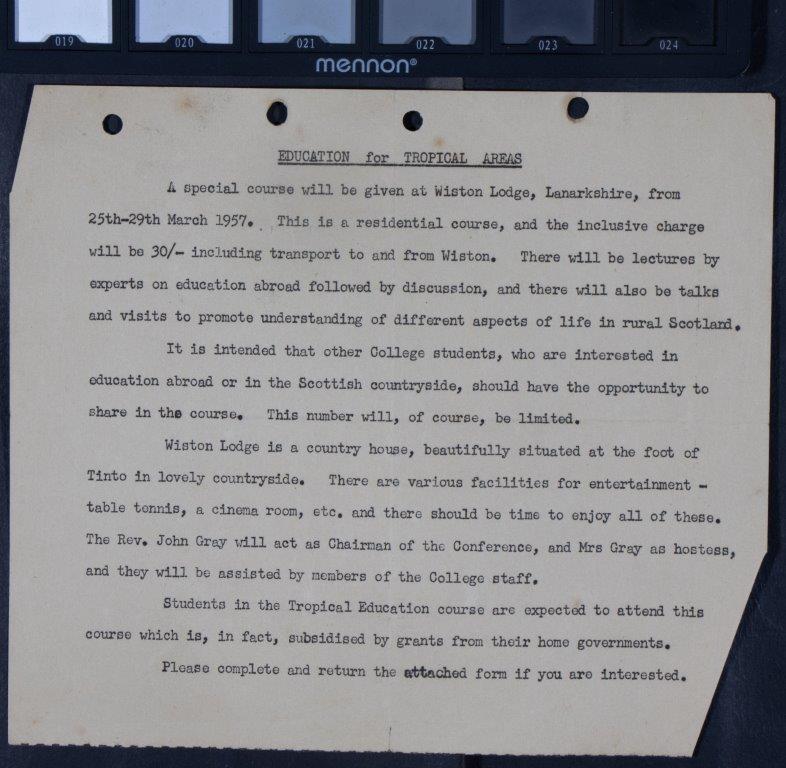 019 020 021 022 023 024
mennon®
EDUCATION for TROPICAL AREAS
A special course will be given at Wiston Lodge, Lanarkshire, from
25th-29th March 1957. This is a residential course, and the inclusive charge
will be 30/- including transport to and from Wiston. There will be lectures by
experts on education abroad followed by discussion, and there will also be talks
and visits to promote understanding of different aspects of life in rural Scotland.
It is intended that other College students, who are interested in
education abroad or in the Scottish countryside, should have the opportunity to
share in the course. This number will, of course, be limited.
Wiston Lodge is a country house, beautifully situated at the foot of
Tinto in lovely countryside. There are various facilities for entertainment -
table tennis, a cinema room, etc. and there should be time to enjoy all of these.
The Rev. John Gray will act as Chairman of the Conference, and Mrs Gray as hostess,
and they will be assisted by members of the College staff.
Students in the Tropical Education course are expected to attend this
course which is, in fact, subsidised by grants from their home governments.
Please complete and return the attached form if you are interested.